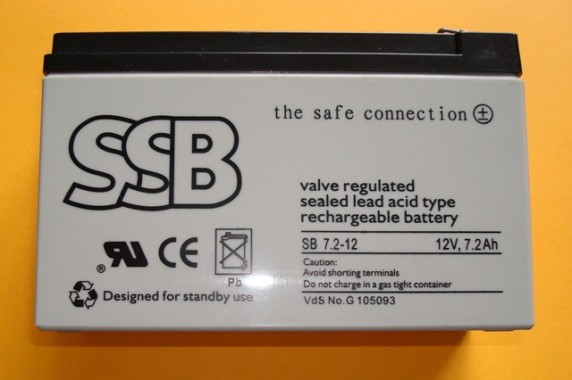 the safe connection ±
SSB
valve regulated
sealed lead acid type
rechargeable battery
SB 7.2-12 12V, 7.2Ah
Caution:
Avoid shorting terminals
Do not charge in a gas tight container
VdS No.G 105093
® RU CE
Pb
Designed for standby use